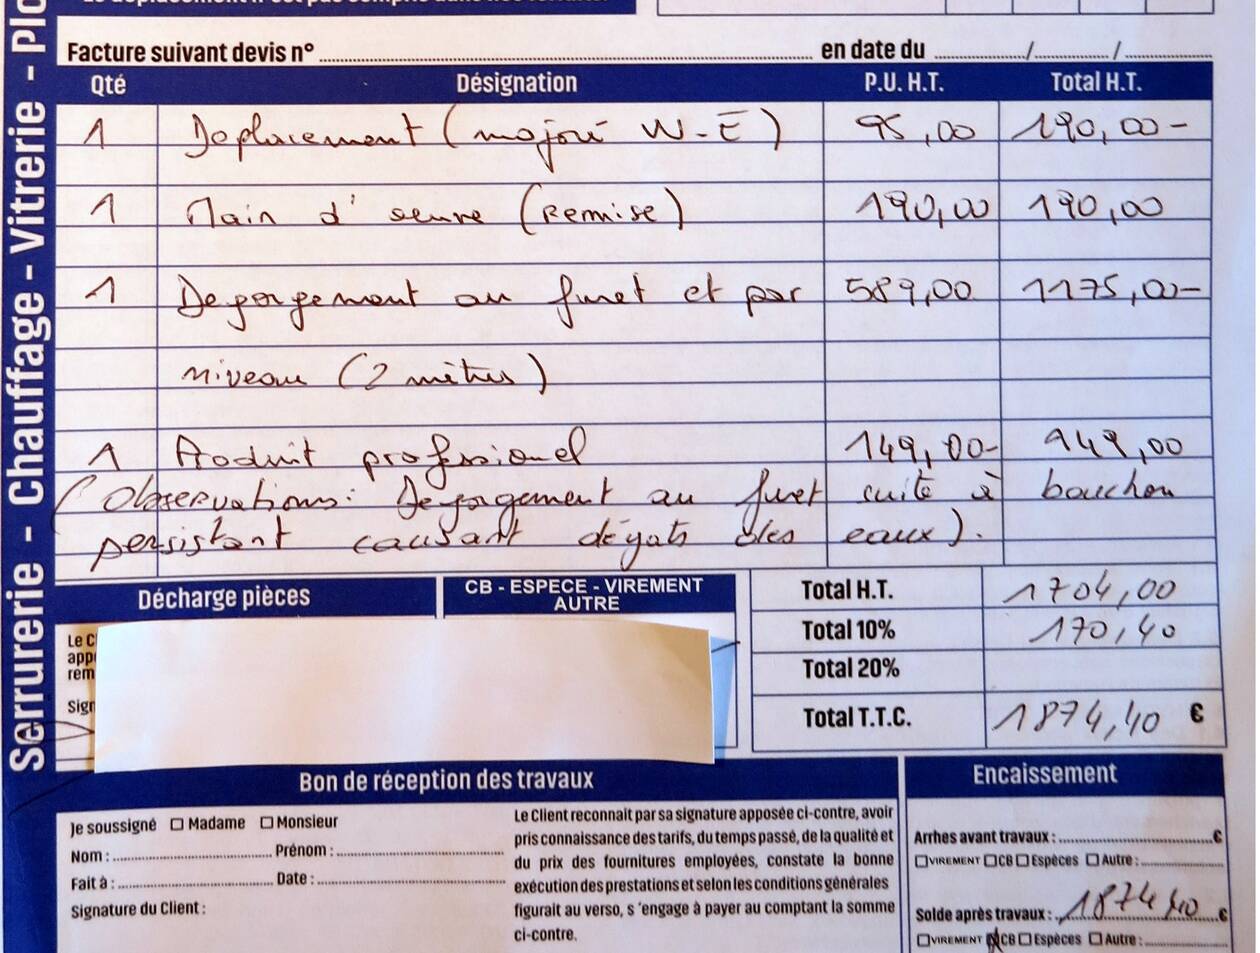 Serrurerie - Chauffage - Vitrerie - Plo
Facture suivant devis n° en date du / /
Qté Désignation P.U. H.T. Total H.T.
1 Deplacement (majoré W-E) 95,00 190,00-
1 Main d'œuvre (Remise) 190,00 190,00
1 Degorgement au furet et par 589,00 1175,00-
niveau (2 mètres)
1 Produit professionel 149,00- 149,00
(Observations: Degorgement au furet suite à bouchon
persistant causant dégats des eaux).
Décharge pièces
CB - ESPECE - VIREMENT
AUTRE
Le C
app
rem
Sign
Total H.T. 1704,00
Total 10% 170,40
Total 20%
Total T.T.C. 1874,40 €
Bon de réception des travaux
Je soussigné Madame Monsieur
Nom : Prénom :
Fait à : Date :
Signature du Client :
Le Client reconnait par sa signature apposée ci-contre, avoir
pris connaissance des tarifs, du temps passé, de la qualité et
du prix des fournitures employées, constate la bonne
exécution des prestations et selon les conditions générales
figurait au verso, s 'engage à payer au comptant la somme
ci-contre.
Encaissement
Arrhes avant travaux : €
VIREMENT CB Espèces Autre :
Solde après travaux : 1874,40 €
VIREMENT CB Espèces Autre :